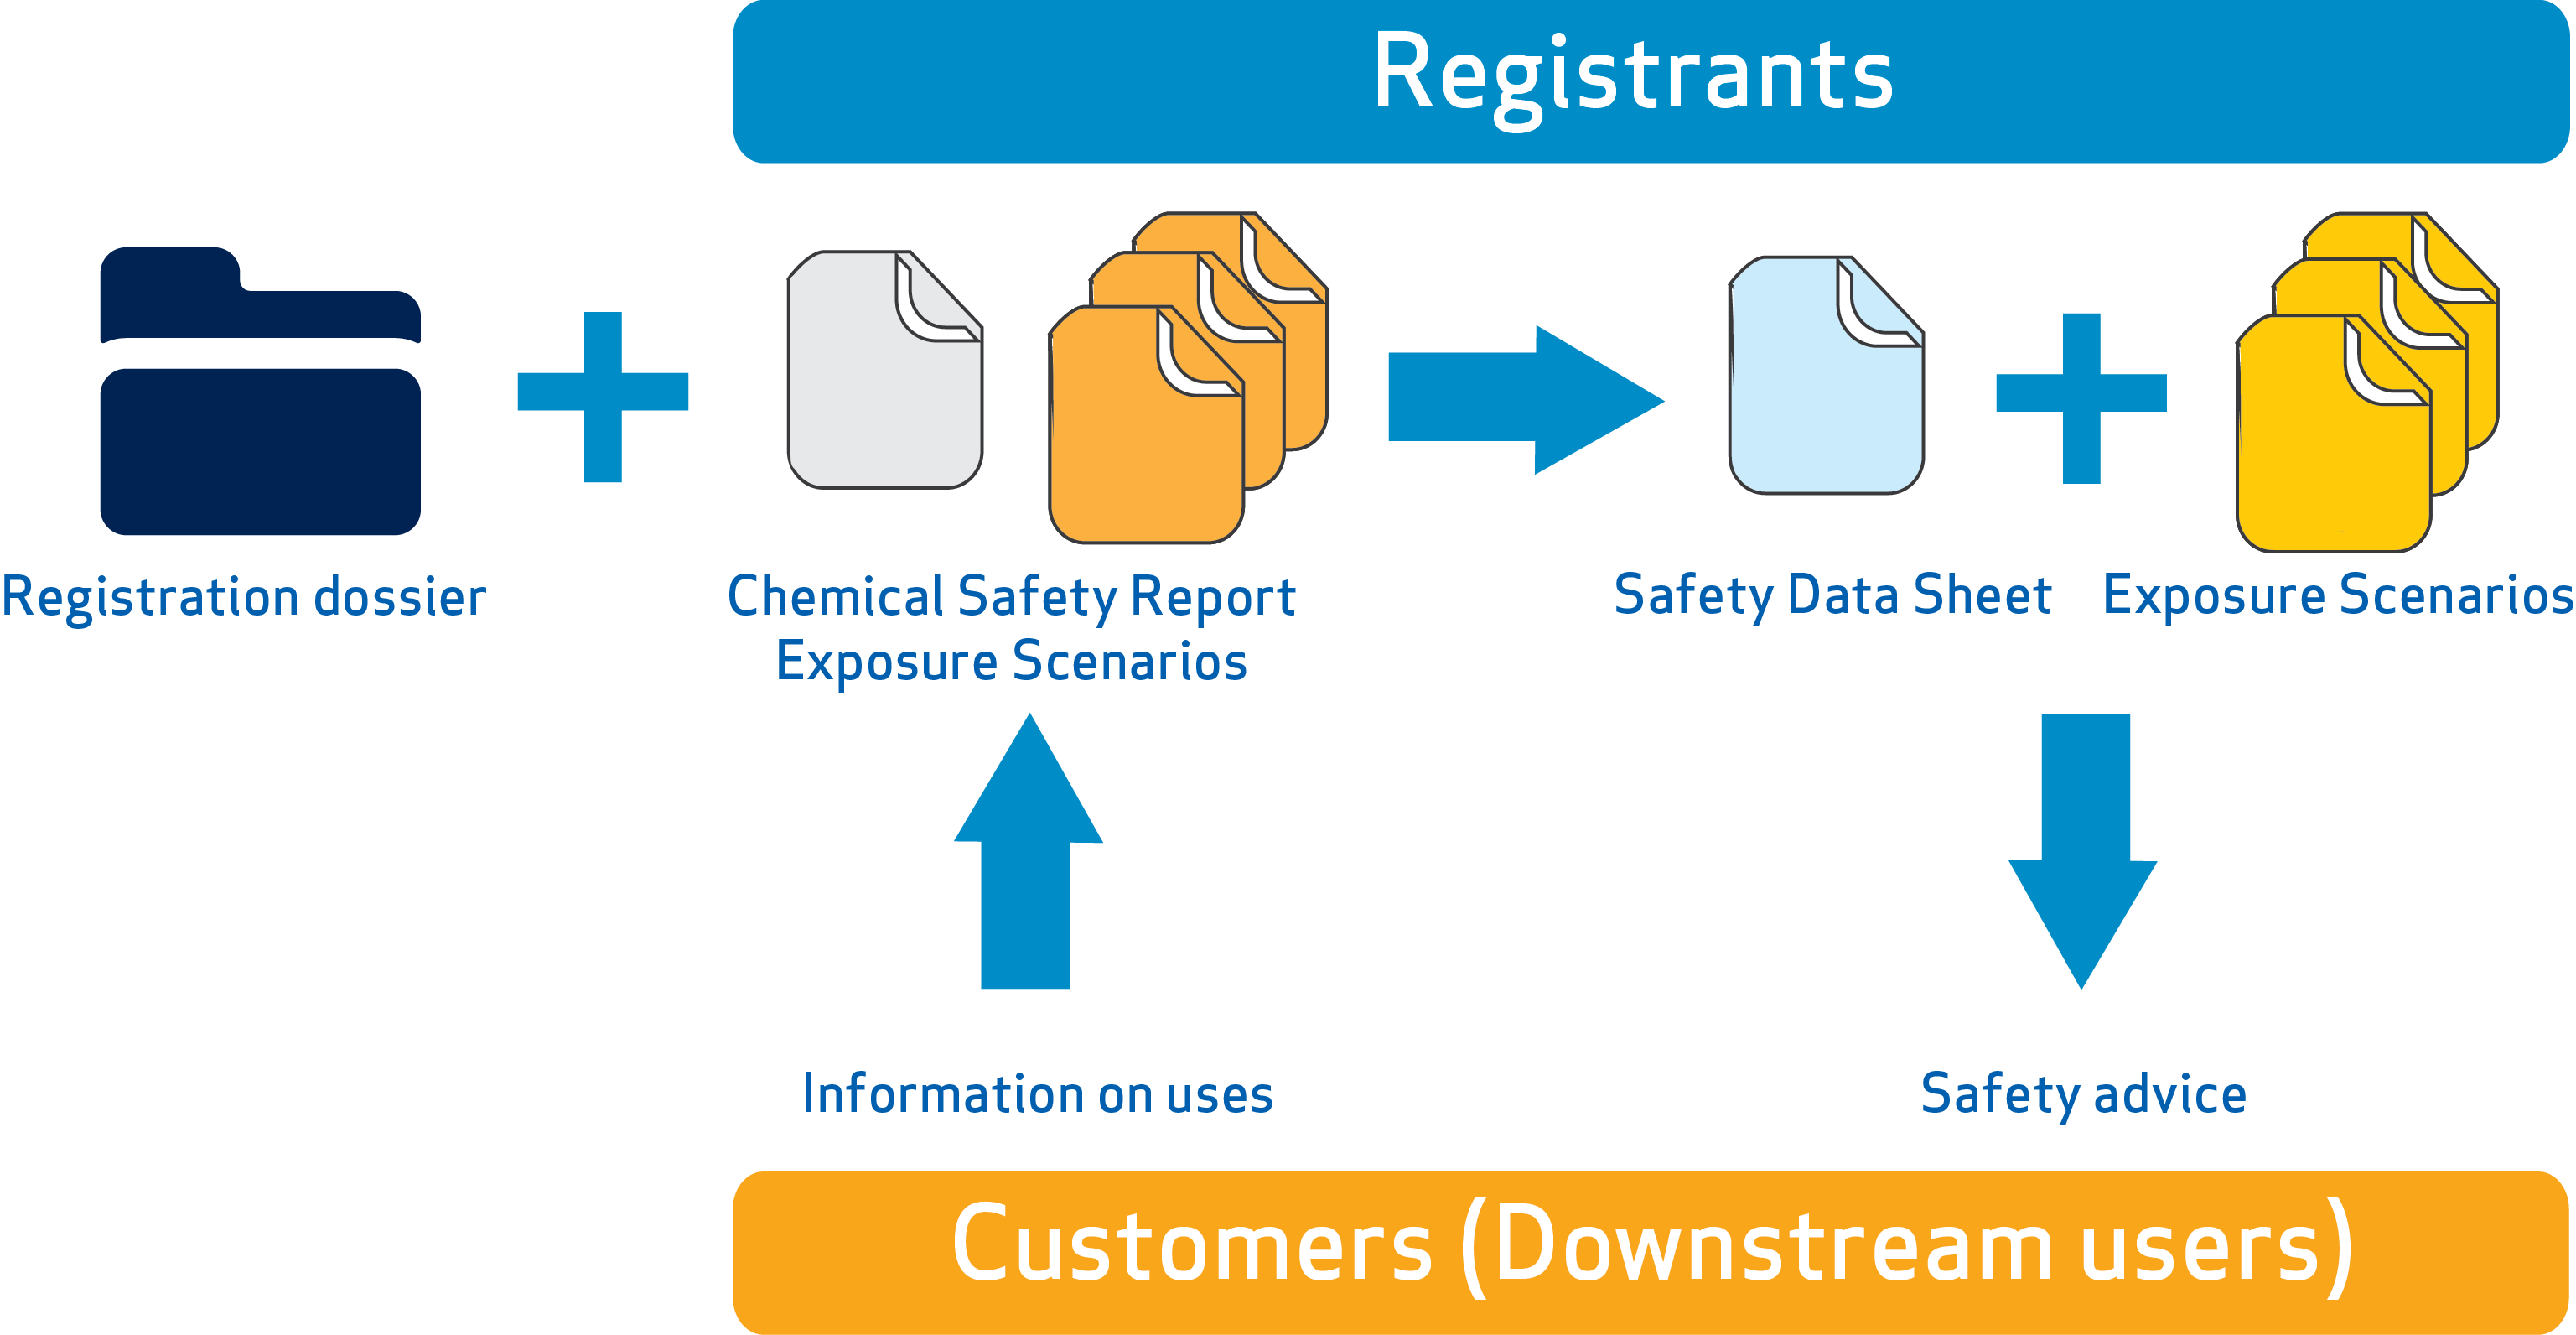 Registrants
Registration dossier
Chemical Safety Report
Exposure Scenarios
Safety Data Sheet
Exposure Scenarios
Information on uses
Safety advice
Customers (Downstream users)